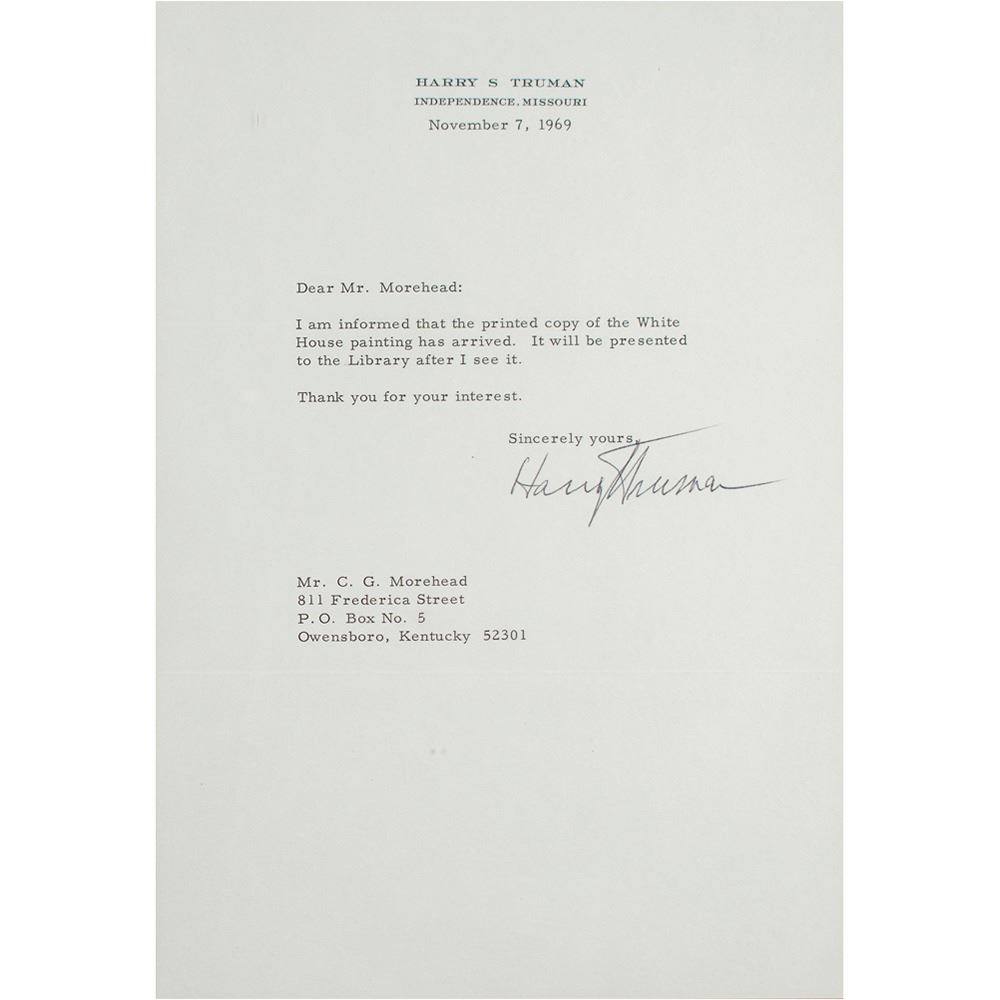 HARRY S TRUMAN
INDEPENDENCE, MISSOURI
November 7, 1969
Dear Mr. Morehead:
I am informed that the printed copy of the White
House painting has arrived. It will be presented
to the Library after I see it.
Thank you for your interest.
Sincerely yours,
Harry S Truman
Mr. C. G. Morehead
811 Frederica Street
P.O. Box No. 5
Owensboro, Kentucky 52301